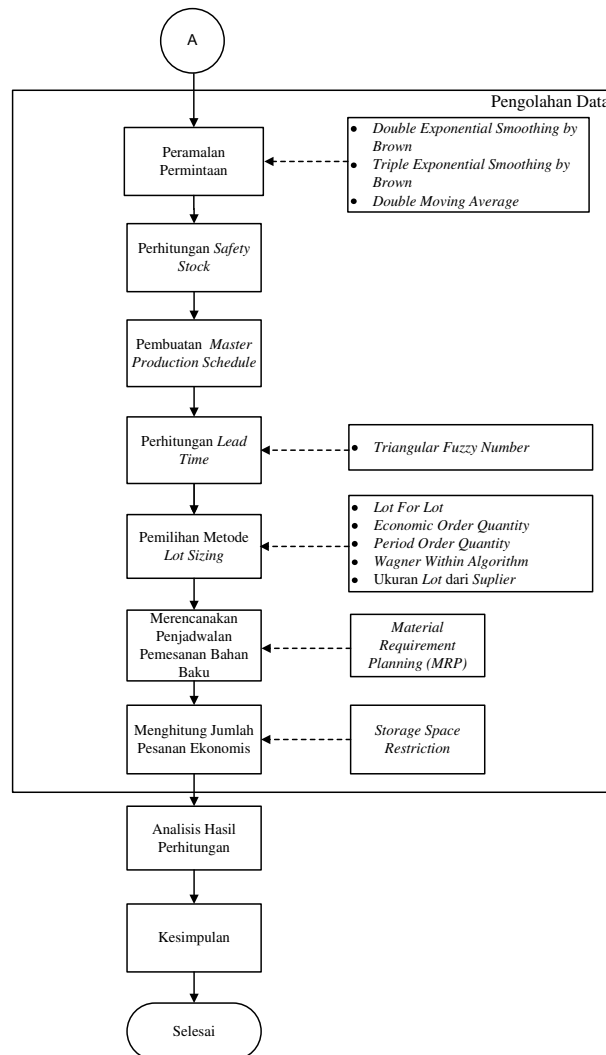 A
Pengolahan Data
Peramalan
Permintaan
• Double Exponential Smoothing by
Brown
• Triple Exponential Smoothing by
Brown
• Double Moving Average
Perhitungan Safety
Stock
Pembuatan Master
Production Schedule
Perhitungan Lead
Time
• Triangular Fuzzy Number
Pemilihan Metode
Lot Sizing
• Lot For Lot
• Economic Order Quantity
• Period Order Quantity
• Wagner Within Algorithm
• Ukuran Lot dari Suplier
Merencanakan
Penjadwalan
Pemesanan Bahan
Baku
Material
Requirement
Planning (MRP)
Menghitung Jumlah
Pesanan Ekonomis
Storage Space
Restriction
Analisis Hasil
Perhitungan
Kesimpulan
Selesai